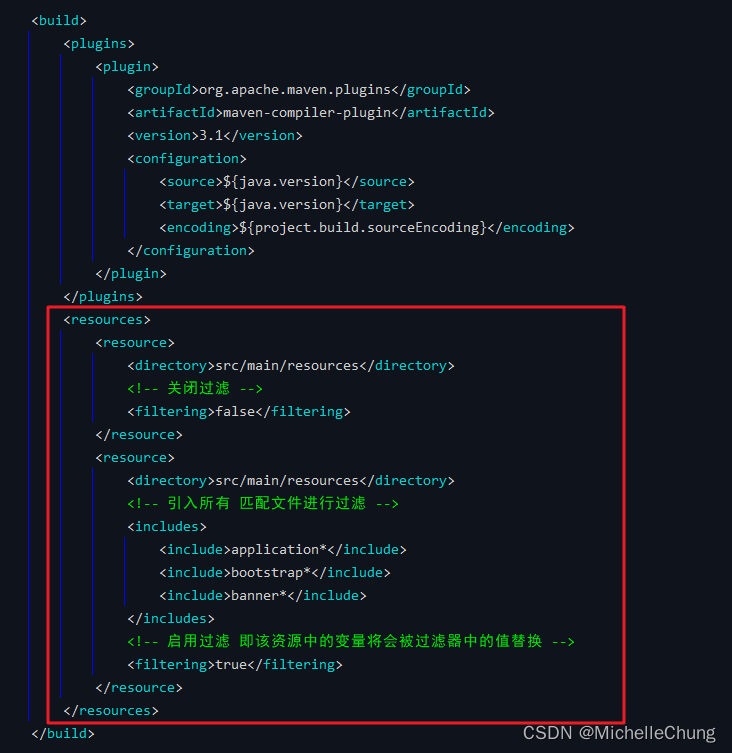 <build>
<plugins>
<plugin>
<groupId>org.apache.maven.plugins</groupId>
<artifactId>maven-compiler-plugin</artifactId>
<version>3.1</version>
<configuration>
<source>${java.version}</source>
<target>${java.version}</target>
<encoding>${project.build.sourceEncoding}</encoding>
</configuration>
</plugin>
</plugins>
<resources>
<resource>
<directory>src/main/resources</directory>
<!-- 关闭过滤 -->
<filtering>false</filtering>
</resource>
<resource>
<directory>src/main/resources</directory>
<!-- 引入所有 匹配文件进行过滤 -->
<includes>
<include>application*</include>
<include>bootstrap*</include>
<include>banner*</include>
</includes>
<!-- 启用过滤 即该资源中的变量将会被过滤器中的值替换 -->
<filtering>true</filtering>
</resource>
</resources>
</build>
CSDN @MichelleChung